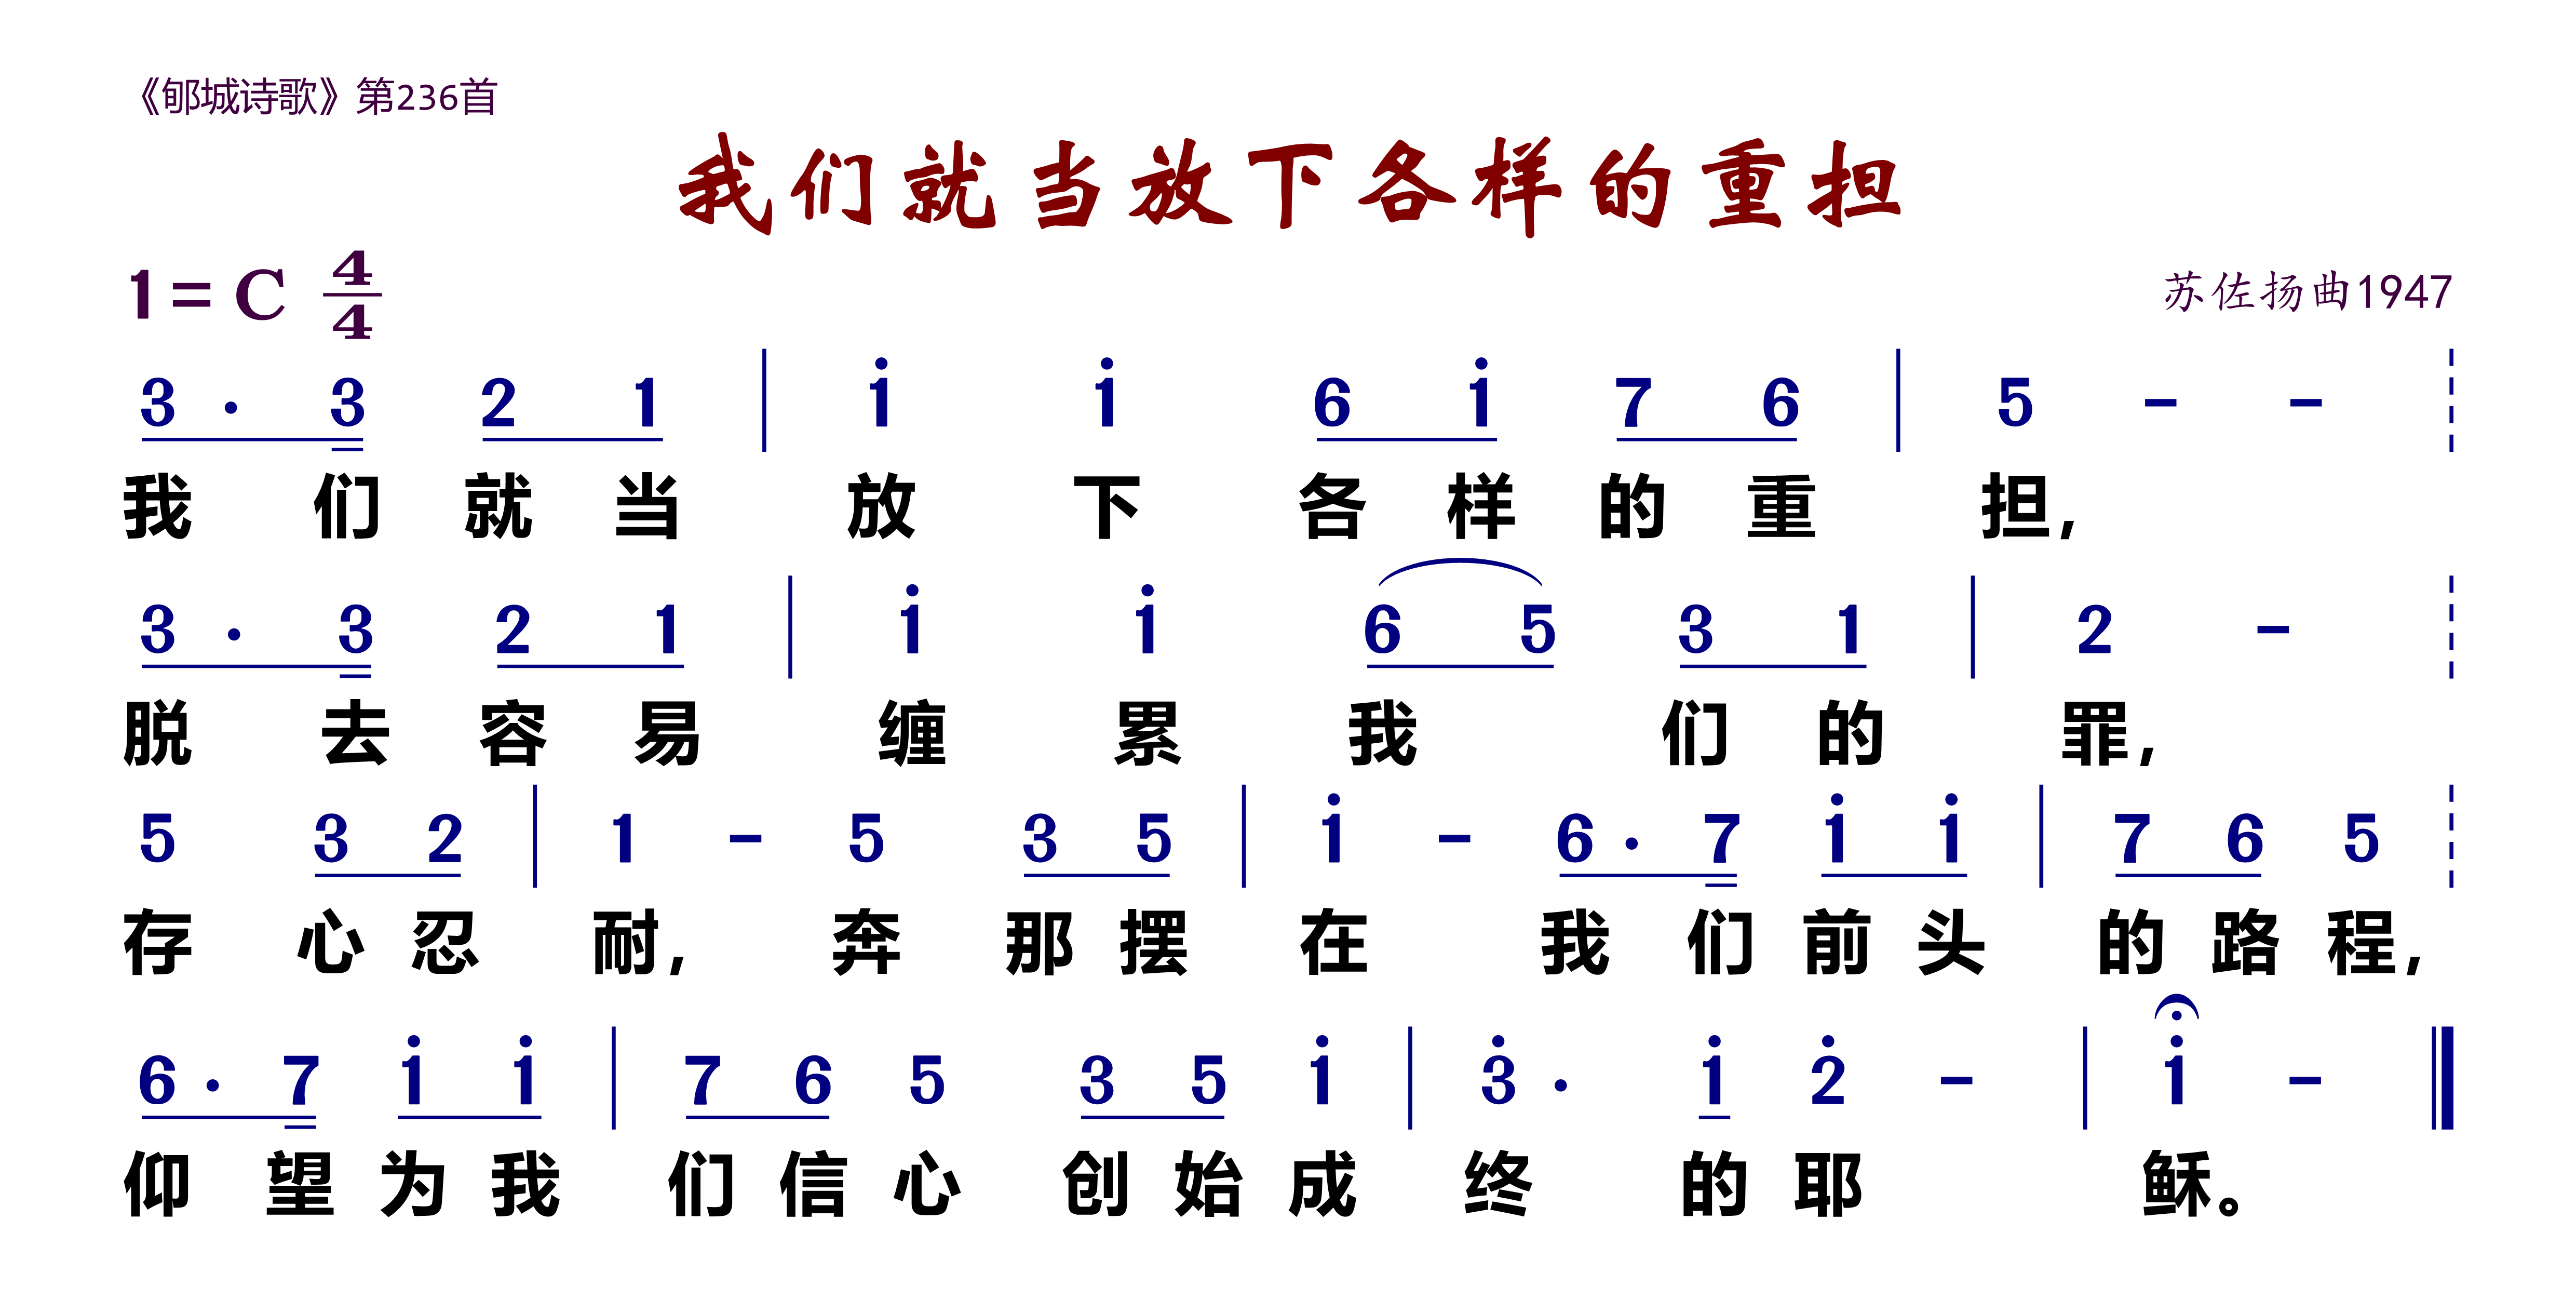 《郇城诗歌》第236首
我们就当放下各样的重担
1=C 4/4
苏佐扬曲1947
3· 3 2 1 | i i 6 i 7 6 | 5 - - ¦
我们就当放下各样的重担,
3· 3 2 1 | i i 6 5 3 1 | 2 - ¦
脱去容易缠累我们的罪,
5 3 2 | 1 - 5 3 5 | i - 6· 7 i i | 7 6 5 ¦
存心忍耐,奔那摆在我们前头的路程,
6· 7 i i | 7 6 5 3 5 i | 3̇· i 2̇ - | i - ‖
仰望为我们信心创始成终的耶稣。